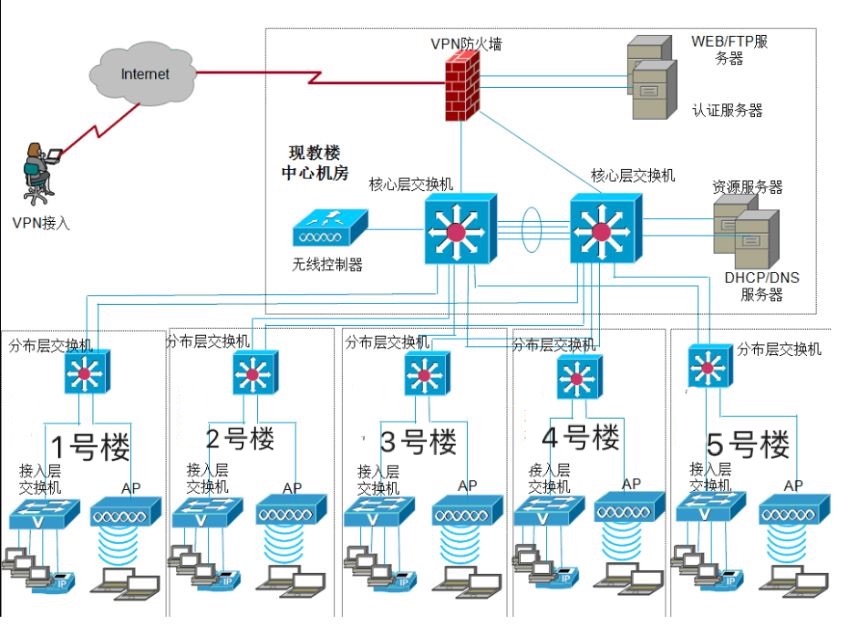 VPN防火墙
WEB/FTP服
务器
Internet
认证服务器
现教楼
中心机房
核心层交换机
核心层交换机
资源服务器
VPN接入
无线控制器
DHCP/DNS
服务器
分布层交换机
分布层交换机
分布层交换机
分布层交换机
分布层交换机
1号楼
2号楼
3号楼
4号楼
5号楼
接入层
交换机
AP
接入层
交换机
AP
接入层
交换机
AP
接入层
交换机
AP
接入层
交换机
AP
V
V
V
V
V
IP
IP
IP
IP
IP